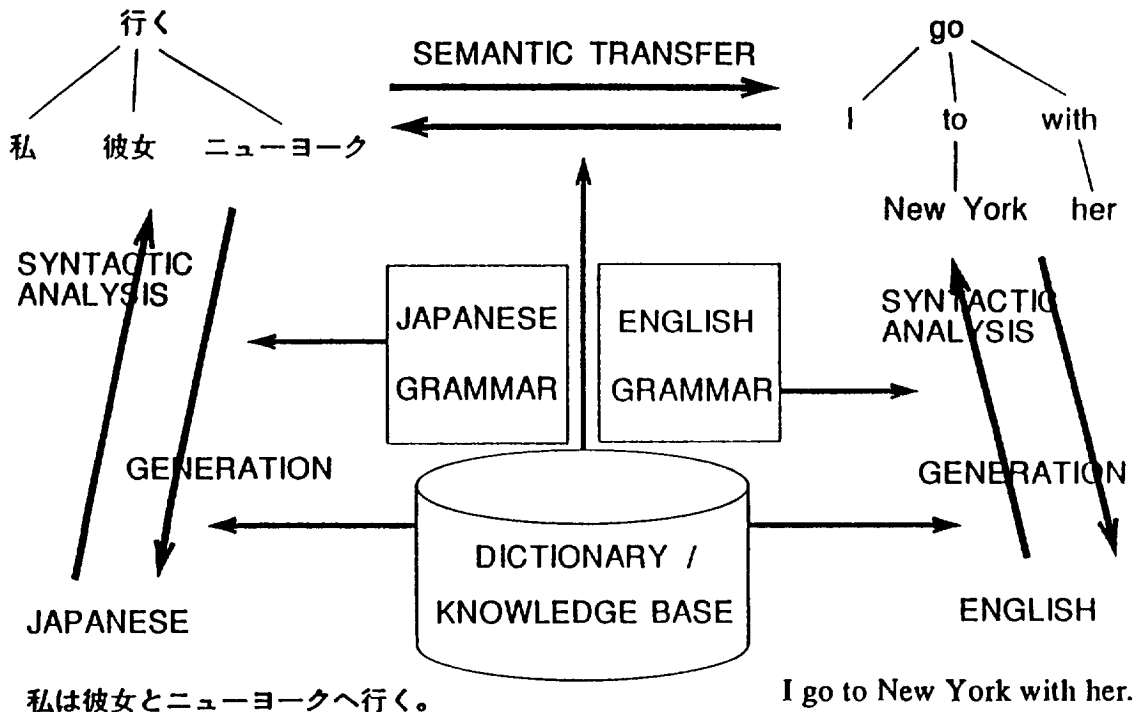 行く
SEMANTIC TRANSFER
go
私 彼女 ニューヨーク
I to with
New York her
SYNTACTIC
ANALYSIS
JAPANESE
GRAMMAR
ENGLISH
GRAMMAR
SYNTACTIC
ANALYSIS
GENERATION
GENERATION
DICTIONARY /
KNOWLEDGE BASE
JAPANESE
ENGLISH
私は彼女とニューヨークへ行く。
I go to New York with her.